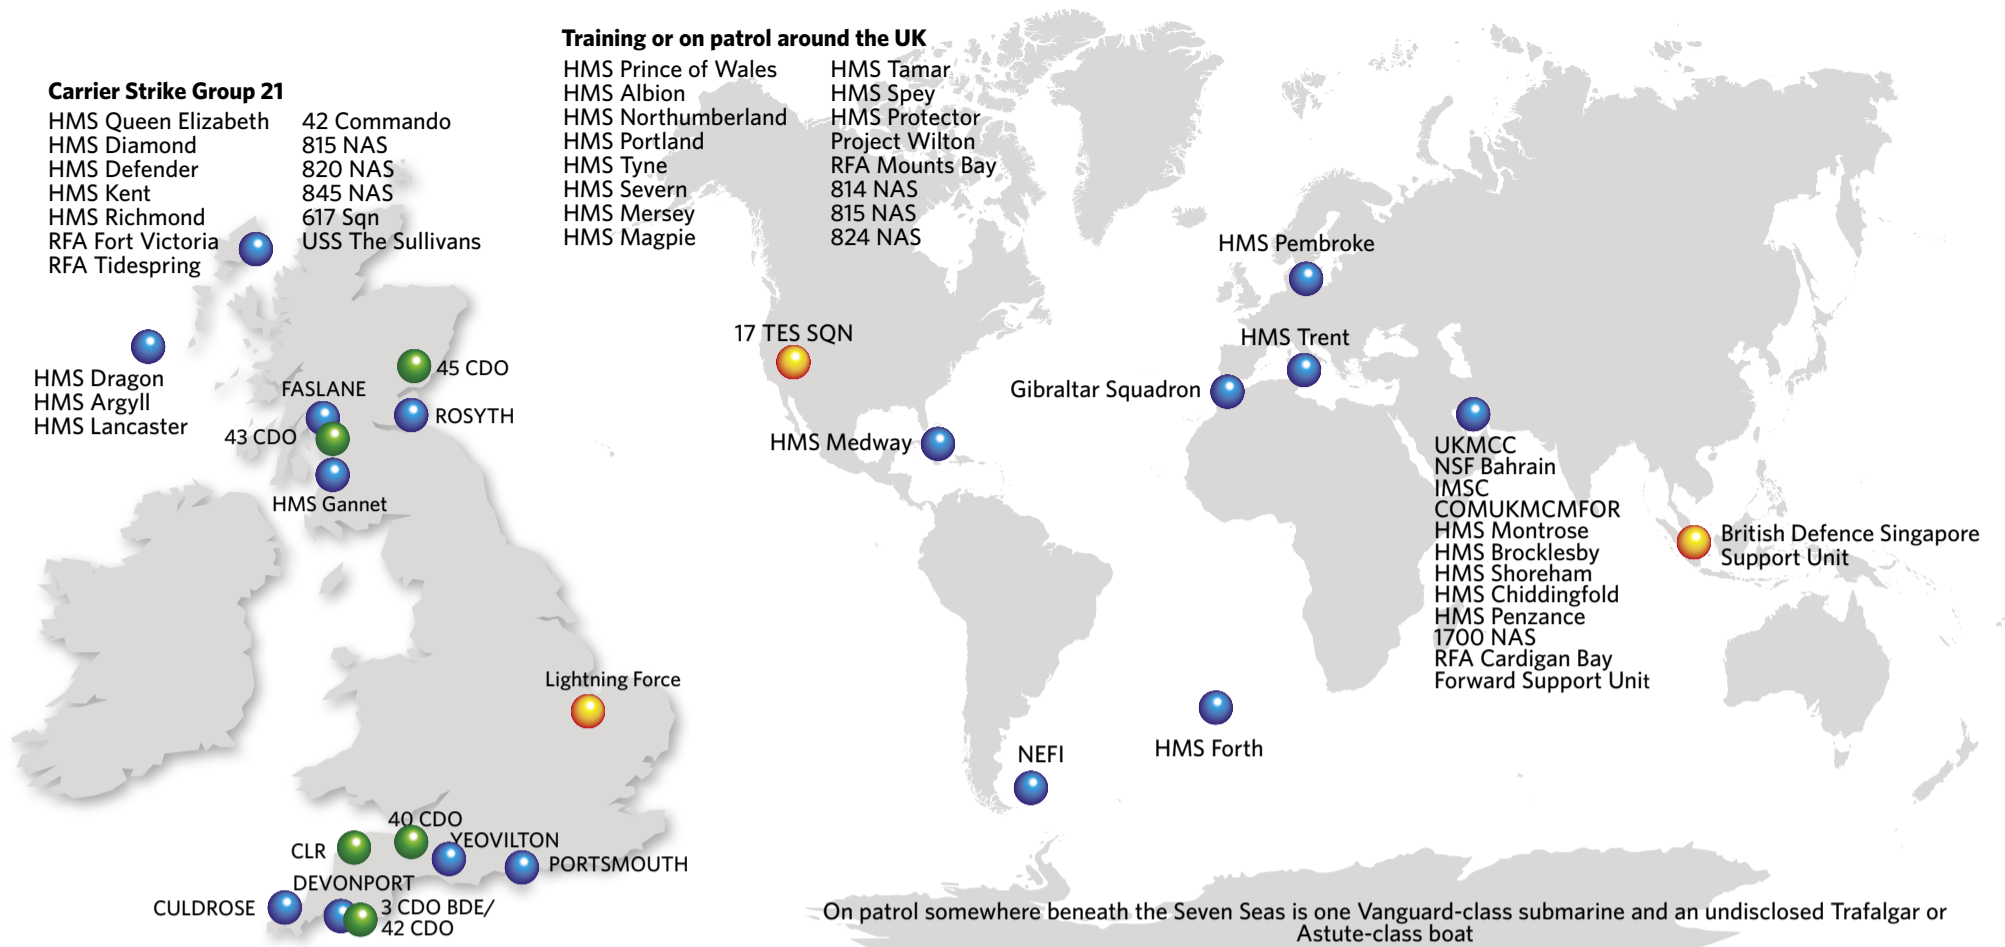 Training or on patrol around the UK
HMS Prince of Wales
HMS Albion
HMS Northumberland
HMS Portland
HMS Tyne
HMS Severn
HMS Mersey
HMS Magpie
HMS Tamar
HMS Spey
HMS Protector
Project Wilton
RFA Mounts Bay
814 NAS
815 NAS
824 NAS
Carrier Strike Group 21
HMS Queen Elizabeth
HMS Diamond
HMS Defender
HMS Kent
HMS Richmond
RFA Fort Victoria
RFA Tidespring
42 Commando
815 NAS
820 NAS
845 NAS
617 Sqn
USS The Sullivans
HMS Dragon
HMS Argyll
HMS Lancaster
45 CDO
FASLANE
ROSYTH
43 CDO
HMS Gannet
Lightning Force
40 CDO
YEOVILTON
CLR
PORTSMOUTH
DEVONPORT
CULDROSE
3 CDO BDE/
42 CDO
HMS Pembroke
17 TES SQN
HMS Trent
Gibraltar Squadron
HMS Medway
UKMCC
NSF Bahrain
IMSC
COMUKMCMFOR
HMS Montrose
HMS Brocklesby
HMS Shoreham
HMS Chiddingfold
HMS Penzance
1700 NAS
RFA Cardigan Bay
Forward Support Unit
British Defence Singapore
Support Unit
HMS Forth
NEFI
On patrol somewhere beneath the Seven Seas is one Vanguard-class submarine and an undisclosed Trafalgar or
Astute-class boat